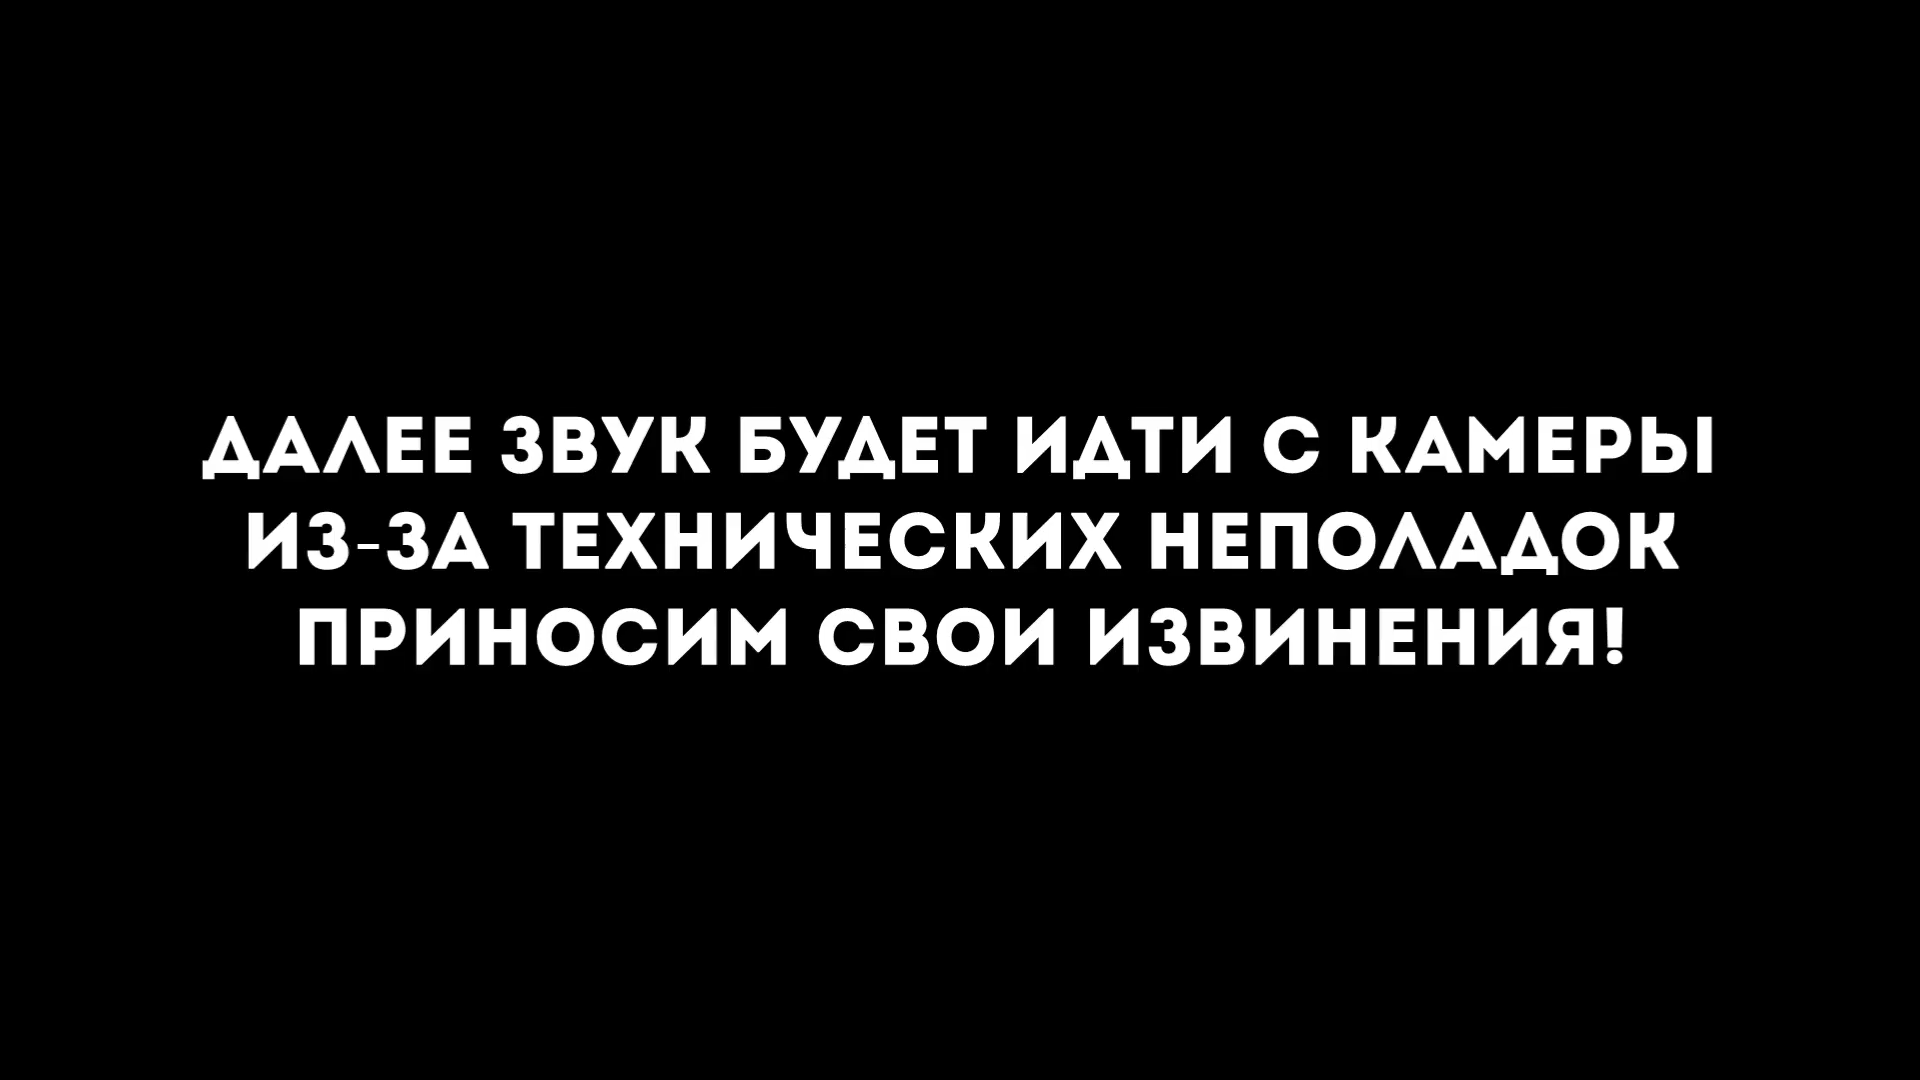 ДАЛЕЕ ЗВУК БУДЕТ ИДТИ С КАМЕРЫ
ИЗ-ЗА ТЕХНИЧЕСКИХ НЕПОЛАДОК
ПРИНОСИМ СВОИ ИЗВИНЕНИЯ!